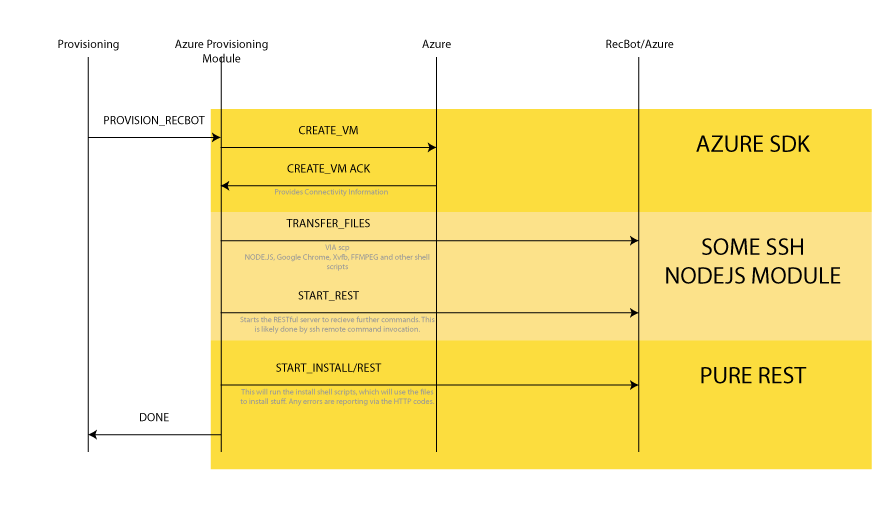 Provisioning
Azure Provisioning
Module
Azure
RecBot/Azure
PROVISION_RECBOT
CREATE_VM
AZURE SDK
CREATE_VM ACK
Provides Connectivity Information
TRANSFER_FILES
VIA scp
NODE.JS, Google Chrome, Xvfb, FFMPEG and other shell
scripts
SOME SSH
NODEJS MODULE
START_REST
Starts the RESTful server to recieve further commands. This
is likely done by ssh remote command invocation.
START_INSTALL/REST
This will run the install shell scripts, which will use the files
to install stuff. Any errors are reporting via the HTTP codes.
PURE REST
DONE